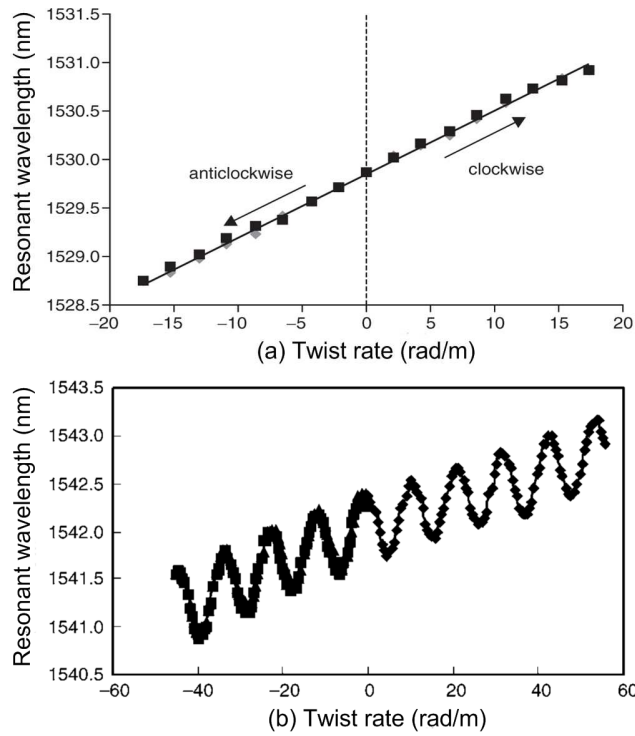 Resonant wavelength (nm)
1531.5
1531.0
1530.5
1530.0
1529.5
1529.0
1528.5
anticlockwise
clockwise
−20 −15 −10 −5 0 5 10 15 20
(a) Twist rate (rad/m)
Resonant wavelength (nm)
1543.5
1543.0
1542.5
1542.0
1541.5
1541.0
1540.5
−60 −40 −20 0 20 40 60
(b) Twist rate (rad/m)